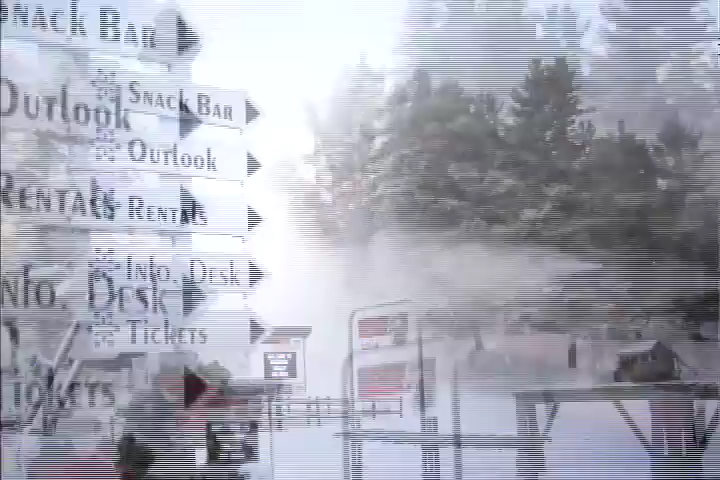 Snack Bar
Snack Bar
Outlook
Outlook
Rentals
Rentals
Info. Desk
Info. Desk
Tickets
Tickets